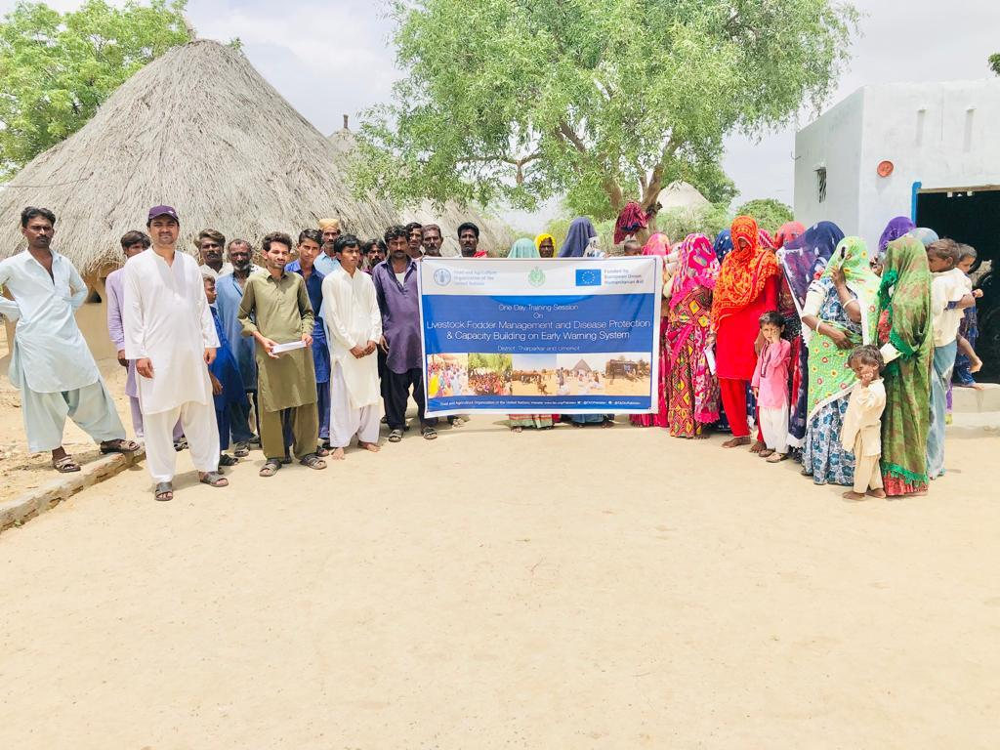 Food and Agriculture
Organization of the
United Nations
Funded by
European Union
Humanitarian Aid
One Day Training Session
On
Livestock Fodder Management and Disease Protection
& Capacity Building on Early Warning System
District: Tharparkar and Umerkot
Food and Agriculture Organization of the United Nations